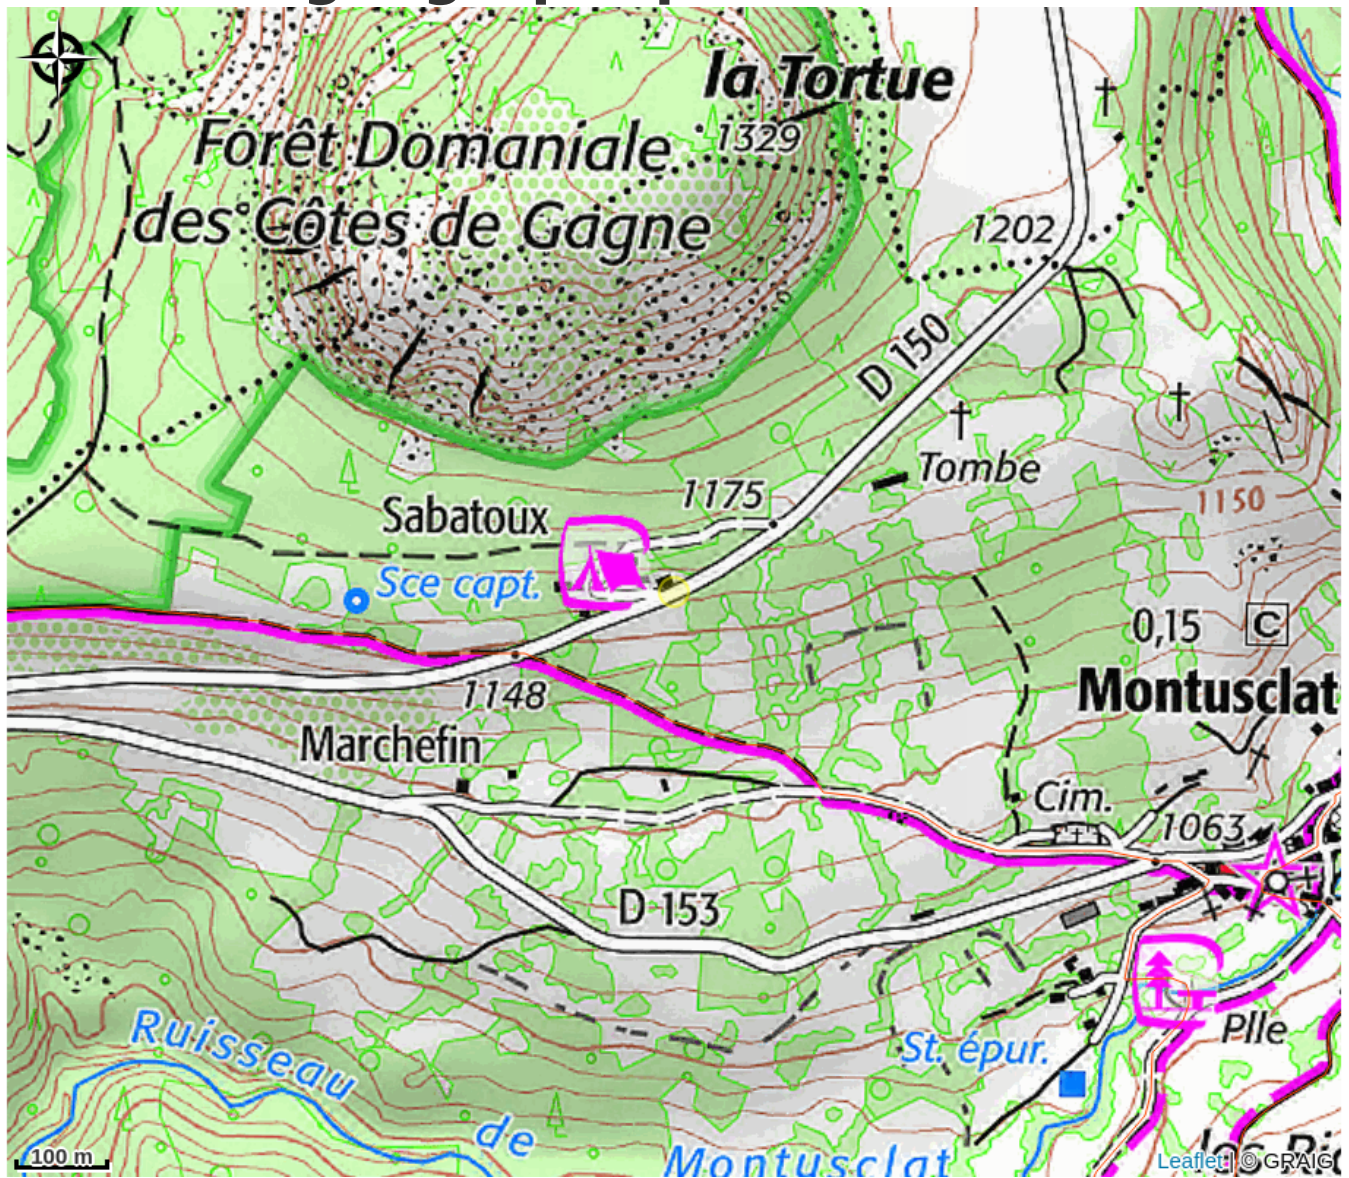 la Tortue
Forêt Domaniale
1329
des Côtes de Gagne
1202
D 150
Tombe
1175
1150
Sabatoux
Sce capt.
0,15 C
Montusclat
1148
Marchefin
Cim.
1063
D 153
Ruisseau
Plle
St. épur.
de
Montusclat
100 m
Leaflet | © GRAIG